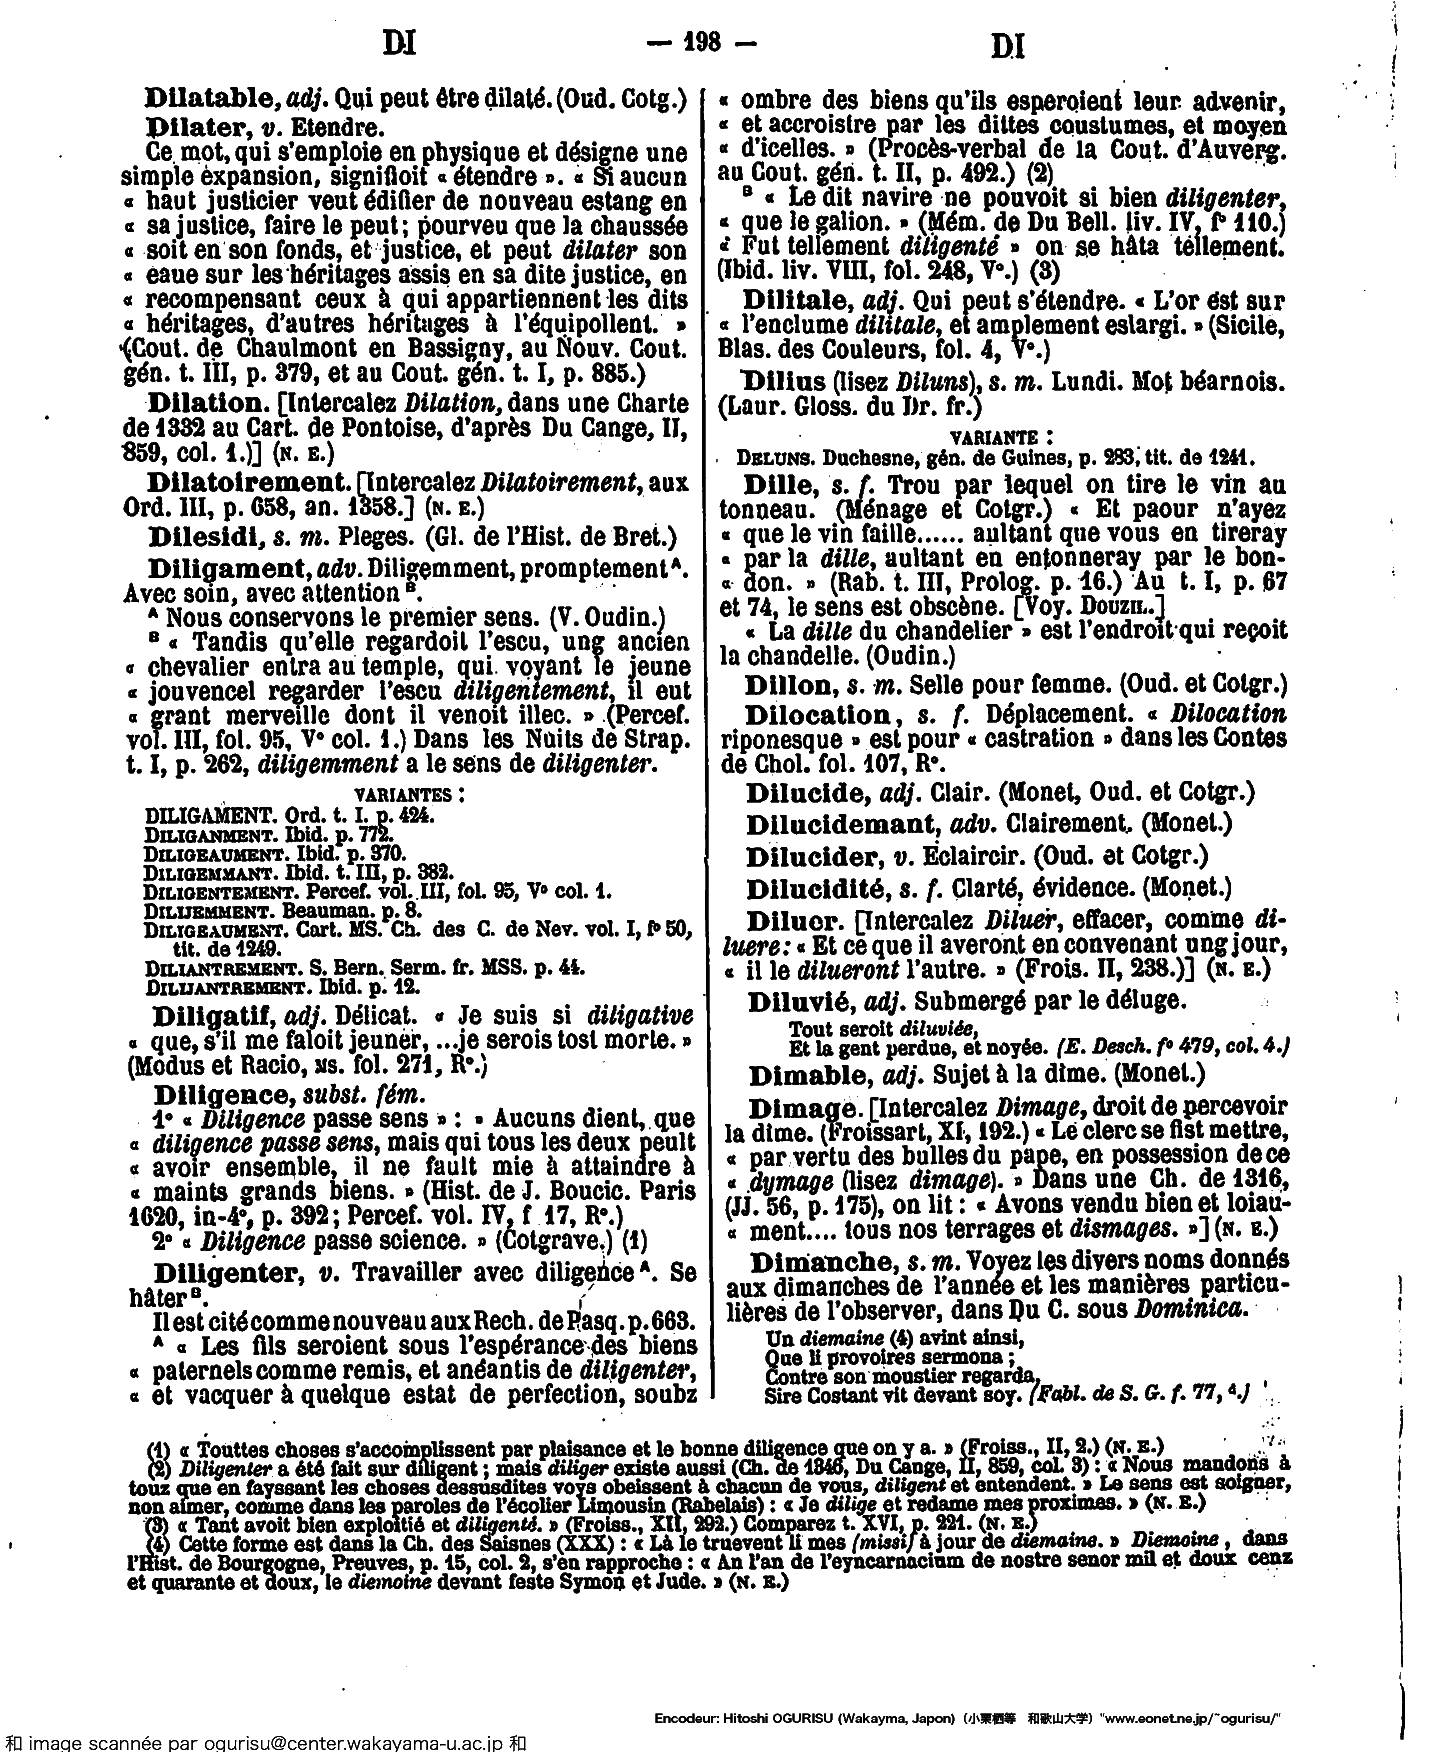 DI
— 198 —
DI
Dilatable, adj. Qui peut être dilaté. (Oud. Cotg.)
Dilater, v. Etendre.
Ce mot, qui s'emploie en physique et désigne une
simple expansion, signifioit « étendre ». « Si aucun
« haut justicier veut édifier de nouveau estang en
« sa justice, faire le peut; pourveu que la chaussée
« soit en son fonds, et justice, et peut dilater son
« eaue sur les héritages assis en sa dite justice, en
« recompensant ceux à qui appartiennent les dits
« héritages, d'autres héritages à l'équipollent. »
(Cout. de Chaulmont en Bassigny, au Nouv. Cout.
gén. t. III, p. 379, et au Cout. gén. t. I, p. 885.)
Dilation. [Intercalez Dilation, dans une Charte
de 1332 au Cart. de Pontoise, d'après Du Cange, II,
859, col. 1.)] (N. E.)
Dilatoirement. [Intercalez Dilatoirement, aux
Ord. III, p. 658, an. 1358.] (N. E.)
Dilesidi, s. m. Pleges. (Gl. de l'Hist. de Bret.)
Diligament, adv. Diligemment, promptement A.
Avec soin, avec attention B.
A Nous conservons le premier sens. (V. Oudin.)
B « Tandis qu'elle regardoit l'escu, ung ancien
« chevalier entra au temple, qui voyant le jeune
« jouvencel regarder l'escu diligentement, il eut
« grant merveille dont il venoit illec. » (Percef.
vol. III, fol. 95, V° col. 1.) Dans les Nuits de Strap.
t. I, p. 262, diligemment a le sens de diligenter.
VARIANTES :
DILIGAMENT. Ord. t. I. p. 424.
DILIGANMENT. Ibid. p. 772.
DILIGEAUMENT. Ibid. p. 370.
DILIGEMMANT. Ibid. t. III, p. 382.
DILIGENTEMENT. Percef. vol. III, fol. 95, V° col. 1.
DILIJEMMENT. Beauman. p. 8.
DILIGEAUMENT. Cart. MS. Ch. des C. de Nev. vol. I, f° 50,
tit. de 1249.
DILIANTREMENT. S. Bern. Serm. fr. MSS. p. 44.
DILIJANTREMENT. Ibid. p. 12.
Diligatif, adj. Délicat. « Je suis si diligative
« que, s'il me faloit jeuner, ...je serois tost morte. »
(Modus et Racio, MS. fol. 271, R°.)
Diligence, subst. fém.
1° « Diligence passe sens » : » Aucuns dient, que
« diligence passe sens, mais qui tous les deux peult
« avoir ensemble, il ne fault mie à attaindre à
« maints grands biens. » (Hist. de J. Boucic. Paris
1620, in-4°, p. 392; Percef. vol. IV, f 17, R°.)
2° « Diligence passe science. » (Cotgrave.) (1)
Diligenter, v. Travailler avec diligence A. Se
hâter B.
Il est cité comme nouveau aux Rech. de Pasq. p. 663.
A « Les fils seroient sous l'espérance des biens
« paternels comme remis, et anéantis de diligenter,
« et vacquer à quelque estat de perfection, soubz
« ombre des biens qu'ils esperoient leur advenir,
« et accroistre par les dittes coustumes, et moyen
« d'icelles. » (Procès-verbal de la Cout. d'Auverg.
au Cout. gén. t. II, p. 492.) (2)
B « Le dit navire ne pouvoit si bien diligenter,
« que le galion. » (Mém. de Du Bell. liv. IV, f° 110.)
« Fut tellement diligenté » on se hâta tellement.
(Ibid. liv. VIII, fol. 248, V°.) (3)
Dilitale, adj. Qui peut s'étendre. « L'or est sur
« l'enclume dilitale, et amplement eslargi. » (Sicile,
Blas. des Couleurs, fol. 4, V°.)
Dilius (lisez Diluns), s. m. Lundi. Mot béarnois.
(Laur. Gloss. du Dr. fr.)
VARIANTE :
DELUNS. Duchesne, gén. de Guines, p. 283, tit. de 1241.
Dille, s. f. Trou par lequel on tire le vin au
tonneau. (Ménage et Cotgr.) « Et paour n'ayez
« que le vin faille...... aultant que vous en tireray
« par la dille, aultant en entonneray par le bon-
« don. » (Rab. t. III, Prolog. p. 16.) Au t. I, p. 67
et 74, le sens est obscène. [Voy. DOUZIL.]
« La dille du chandelier » est l'endroit qui reçoit
la chandelle. (Oudin.)
Dillon, s. m. Selle pour femme. (Oud. et Cotgr.)
Dilocation, s. f. Déplacement. « Dilocation
riponesque » est pour « castration » dans les Contes
de Chol. fol. 107, R°.
Dilucide, adj. Clair. (Monet, Oud. et Cotgr.)
Dilucidemant, adv. Clairement. (Monet.)
Dilucider, v. Eclaircir. (Oud. et Cotgr.)
Dilucidité, s. f. Clarté, évidence. (Monet.)
Diluer. [Intercalez Diluer, effacer, comme di-
luere: « Et ce que il averont en convenant ung jour,
« il le dilueront l'autre. » (Frois. II, 238.)] (N. E.)
Diluvié, adj. Submergé par le déluge.
Tout seroit diluviée,
Et la gent perdue, et noyée. (E. Desch. f° 479, col. 4.)
Dimable, adj. Sujet à la dime. (Monet.)
Dimage. [Intercalez Dimage, droit de percevoir
la dime. (Froissart, XI, 192.) « Le clerc se fist mettre,
« par vertu des bulles du pape, en possession de ce
« dymage (lisez dimage). » Dans une Ch. de 1316,
(JJ. 56, p. 175), on lit : « Avons vendu bien et loiau-
« ment.... tous nos terrages et dismages. »] (N. E.)
Dimanche, s. m. Voyez les divers noms donnés
aux dimanches de l'année et les manières particu-
lières de l'observer, dans Du C. sous Dominica.
Un diemaine (4) avint ainsi,
Que li provoires sermona ;
Contre son moustier regarda,
Sire Costant vit devant soy. (Fabl. de S. G. f. 77, 4.)
(1) « Touttes choses s'accomplissent par plaisance et le bonne diligence que on y a. » (Froiss., II, 2.) (N. E.)
(2) Diligenter a été fait sur diligent ; mais diliger existe aussi (Ch. de 1346, Du Cange, II, 859, col. 3) : « Nous mandons à
touz que en fayssant les choses dessusdites voys obeissent à chacun de vous, diligent et entendent. » Le sens est soigner,
non aimer, comme dans les paroles de l'écolier Limousin (Rabelais) : « Je dilige et redame mes proximes. » (N. E.)
(3) « Tant avoit bien exploitié et diligenté. » (Froiss., XII, 292.) Comparez t. XVI, p. 221. (N. E.)
(4) Cette forme est dans la Ch. des Saisnes (XXX) : « Là le truevent li mes (missi) à jour de diemaine. » Diemoine, dans
l'Hist. de Bourgogne, Preuves, p. 15, col. 2, s'en rapproche : « An l'an de l'eyncarnacium de nostre senor mil et doux cenz
et quarante et doux, le diemoine devant feste Symon et Jude. » (N. E.)
Encodeur: Hitoshi OGURISU (Wakayma, Japon) (小栗栖等 和歌山大学) "www.eonet.ne.jp/~ogurisu/"
和 image scannée par ogurisu@center.wakayama-u.ac.jp 和